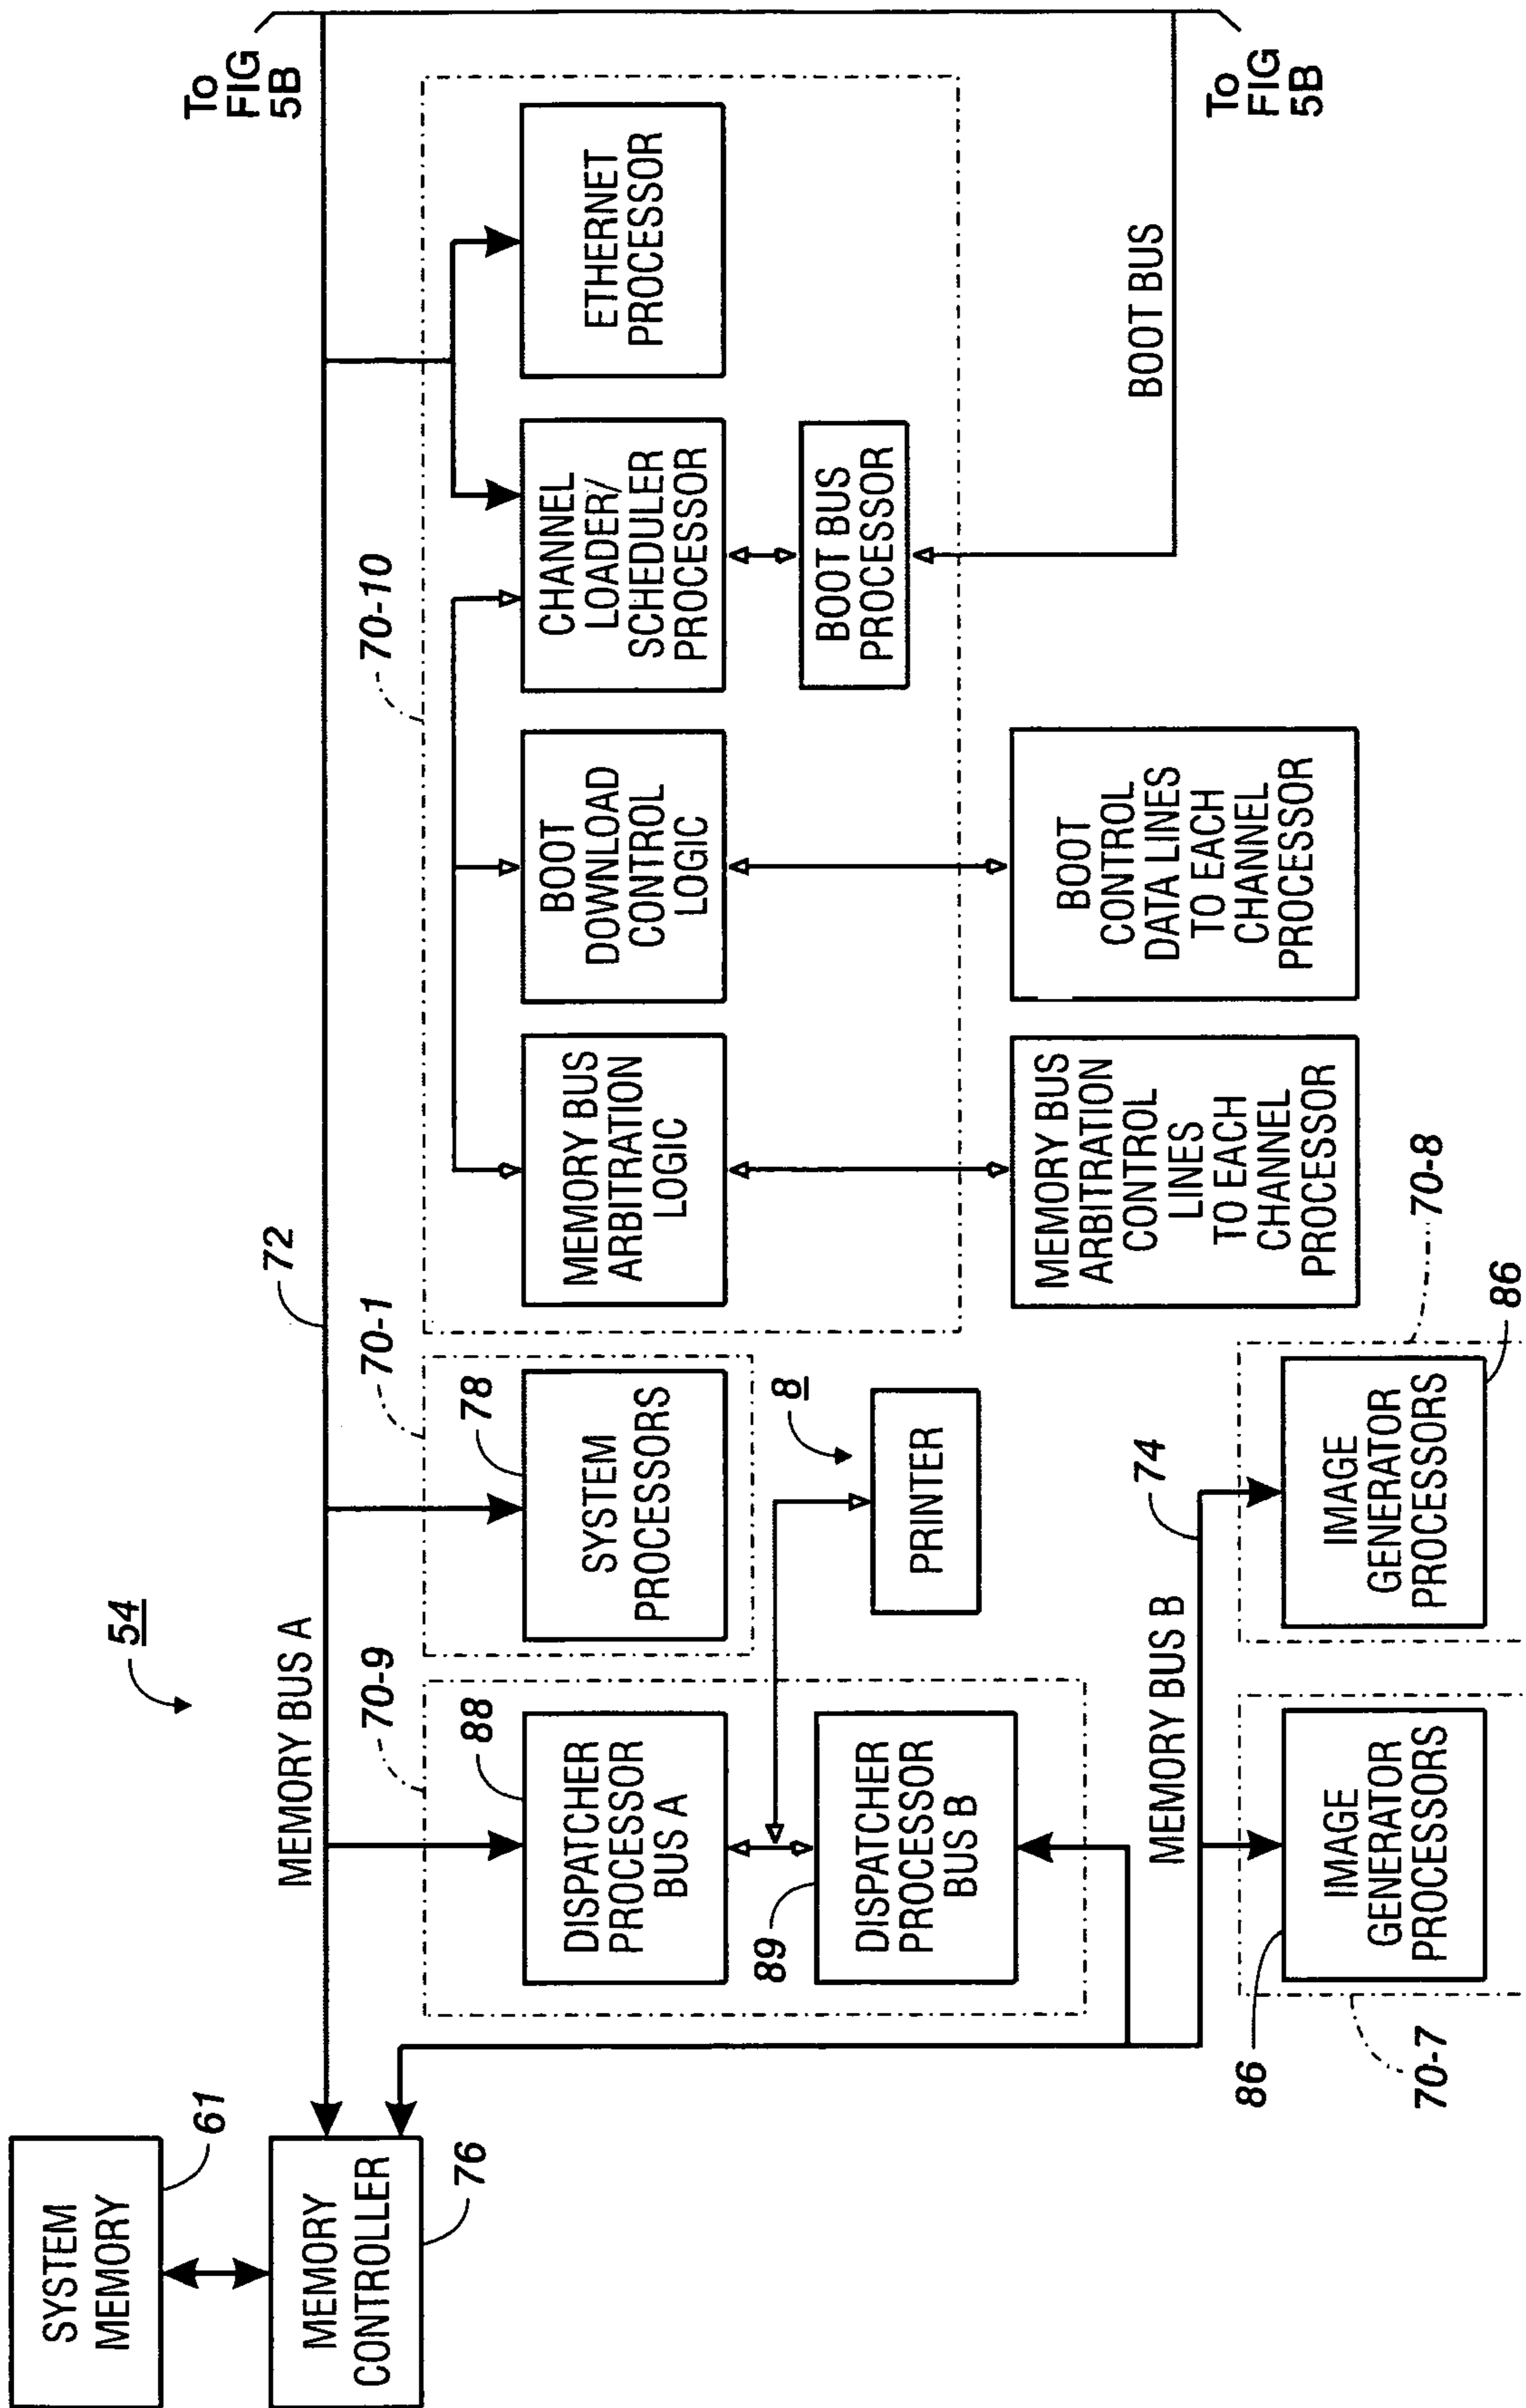 SYSTEM
MEMORY
61
MEMORY
CONTROLLER
76
54
MEMORY BUS A
72
To
FIG
5B
70-9
88
DISPATCHER
PROCESSOR
BUS A
89
DISPATCHER
PROCESSOR
BUS B
70-1
78
SYSTEM
PROCESSORS
8
PRINTER
70-10
MEMORY BUS
ARBITRATION
LOGIC
BOOT
DOWNLOAD
CONTROL
LOGIC
CHANNEL
LOADER/
SCHEDULER
PROCESSOR
ETHERNET
PROCESSOR
BOOT BUS
PROCESSOR
MEMORY BUS
ARBITRATION
CONTROL
LINES
TO EACH
CHANNEL
PROCESSOR
BOOT
CONTROL
DATA LINES
TO EACH
CHANNEL
PROCESSOR
BOOT BUS
To
FIG
5B
MEMORY BUS B
74
86
IMAGE
GENERATOR
PROCESSORS
70-7
IMAGE
GENERATOR
PROCESSORS
70-8
86